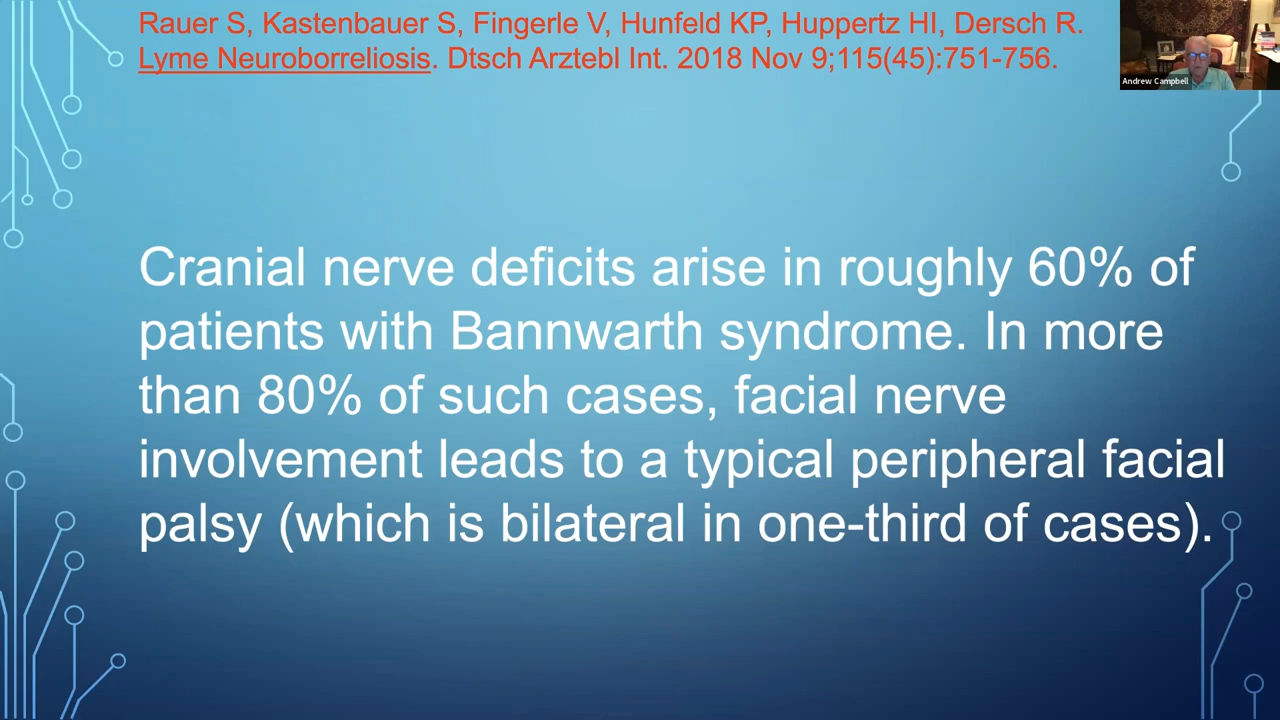 Rauer S, Kastenbauer S, Fingerle V, Hunfeld KP, Huppertz HI, Dersch R.
Lyme Neuroborreliosis. Dtsch Arztebl Int. 2018 Nov 9;115(45):751-756.
Andrew Campbell
Cranial nerve deficits arise in roughly 60% of
patients with Bannwarth syndrome. In more
than 80% of such cases, facial nerve
involvement leads to a typical peripheral facial
palsy (which is bilateral in one-third of cases).